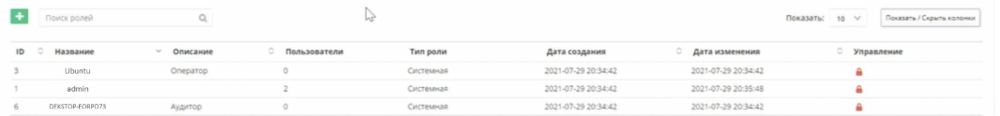 Поиск ролей Показать: 10 Показать / Скрыть колонки
ID Название Описание Пользователи Тип роли Дата создания Дата изменения Управление
3 Ubuntu Оператор 0 Системная 2021-07-29 20:34:42 2021-07-29 20:34:42
1 admin 2 Системная 2021-07-29 20:34:42 2021-07-29 20:35:48
6 DEKSTOP-EORPD73 Аудитор 0 Системная 2021-07-29 20:34:42 2021-07-29 20:34:42